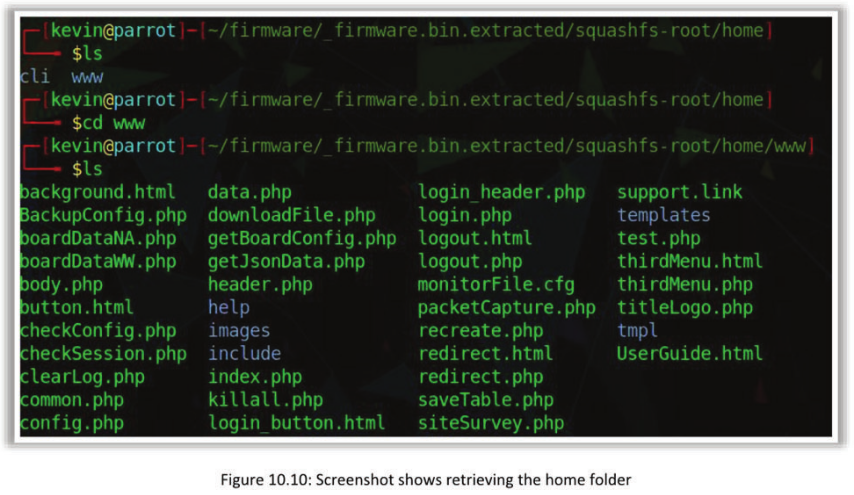 [kevin@parrot]-[~/firmware/_firmware.bin.extracted/squashfs-root/home]
$ls
cli www
[kevin@parrot]-[~/firmware/_firmware.bin.extracted/squashfs-root/home]
$cd www
[kevin@parrot]-[~/firmware/_firmware.bin.extracted/squashfs-root/home/www]
$ls
background.html data.php login_header.php support.link
BackupConfig.php downloadFile.php login.php templates
boardDataNA.php getBoardConfig.php logout.html test.php
boardDataWW.php getJsonData.php logout.php thirdMenu.html
body.php header.php monitorFile.cfg thirdMenu.php
button.html help packetCapture.php titleLogo.php
checkConfig.php images recreate.php tmpl
checkSession.php include redirect.html UserGuide.html
clearLog.php index.php redirect.php
common.php killall.php saveTable.php
config.php login_button.html siteSurvey.php
Figure 10.10: Screenshot shows retrieving the home folder